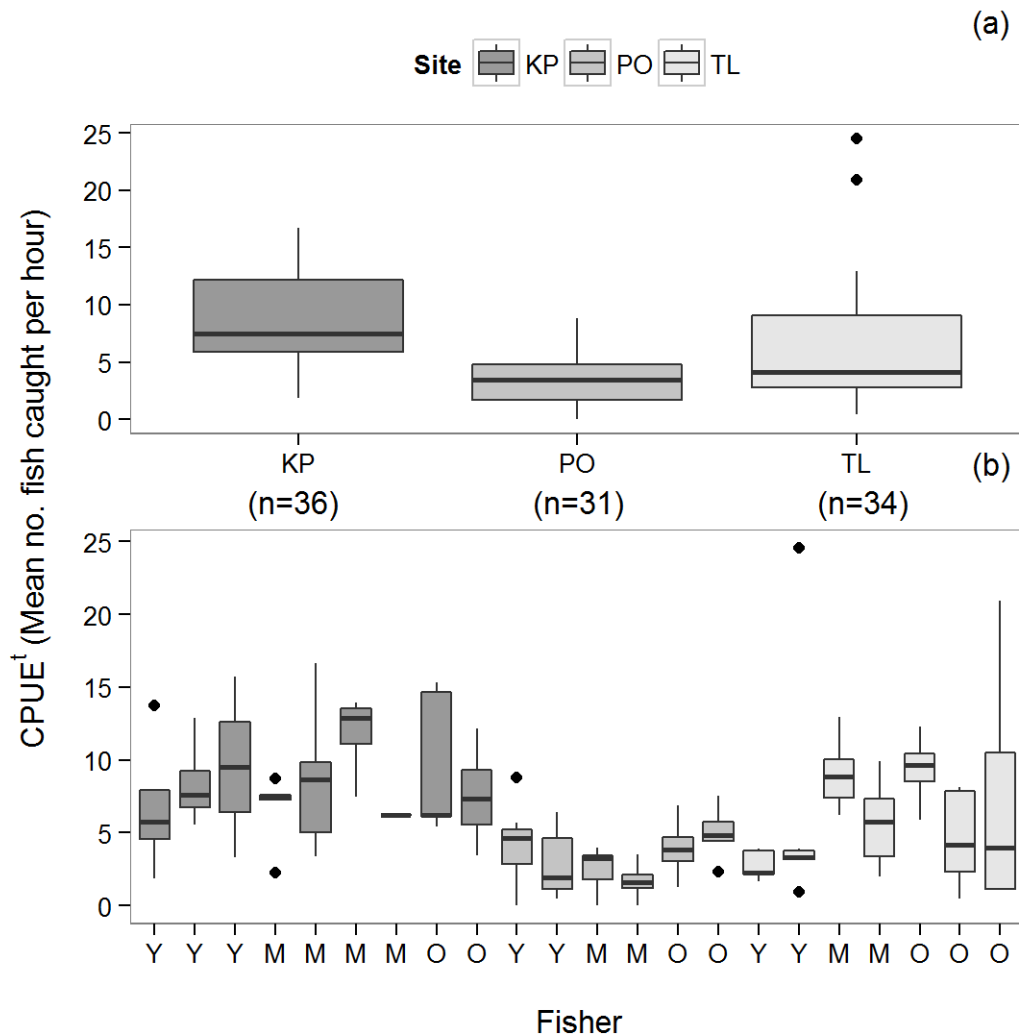 (a)
Site KP PO TL
25
20
15
10
5
0
KP PO TL
(b)
(n=36) (n=31) (n=34)
CPUEᵗ (Mean no. fish caught per hour)
25
20
15
10
5
0
Y Y Y M M M M O O Y Y M M O O Y Y M M O O O
Fisher